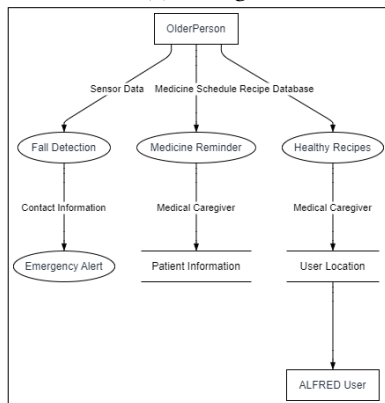 OlderPerson
Sensor Data
Medicine Schedule
Recipe Database
Fall Detection
Medicine Reminder
Healthy Recipes
Contact Information
Medical Caregiver
Medical Caregiver
Emergency Alert
Patient Information
User Location
ALFRED User